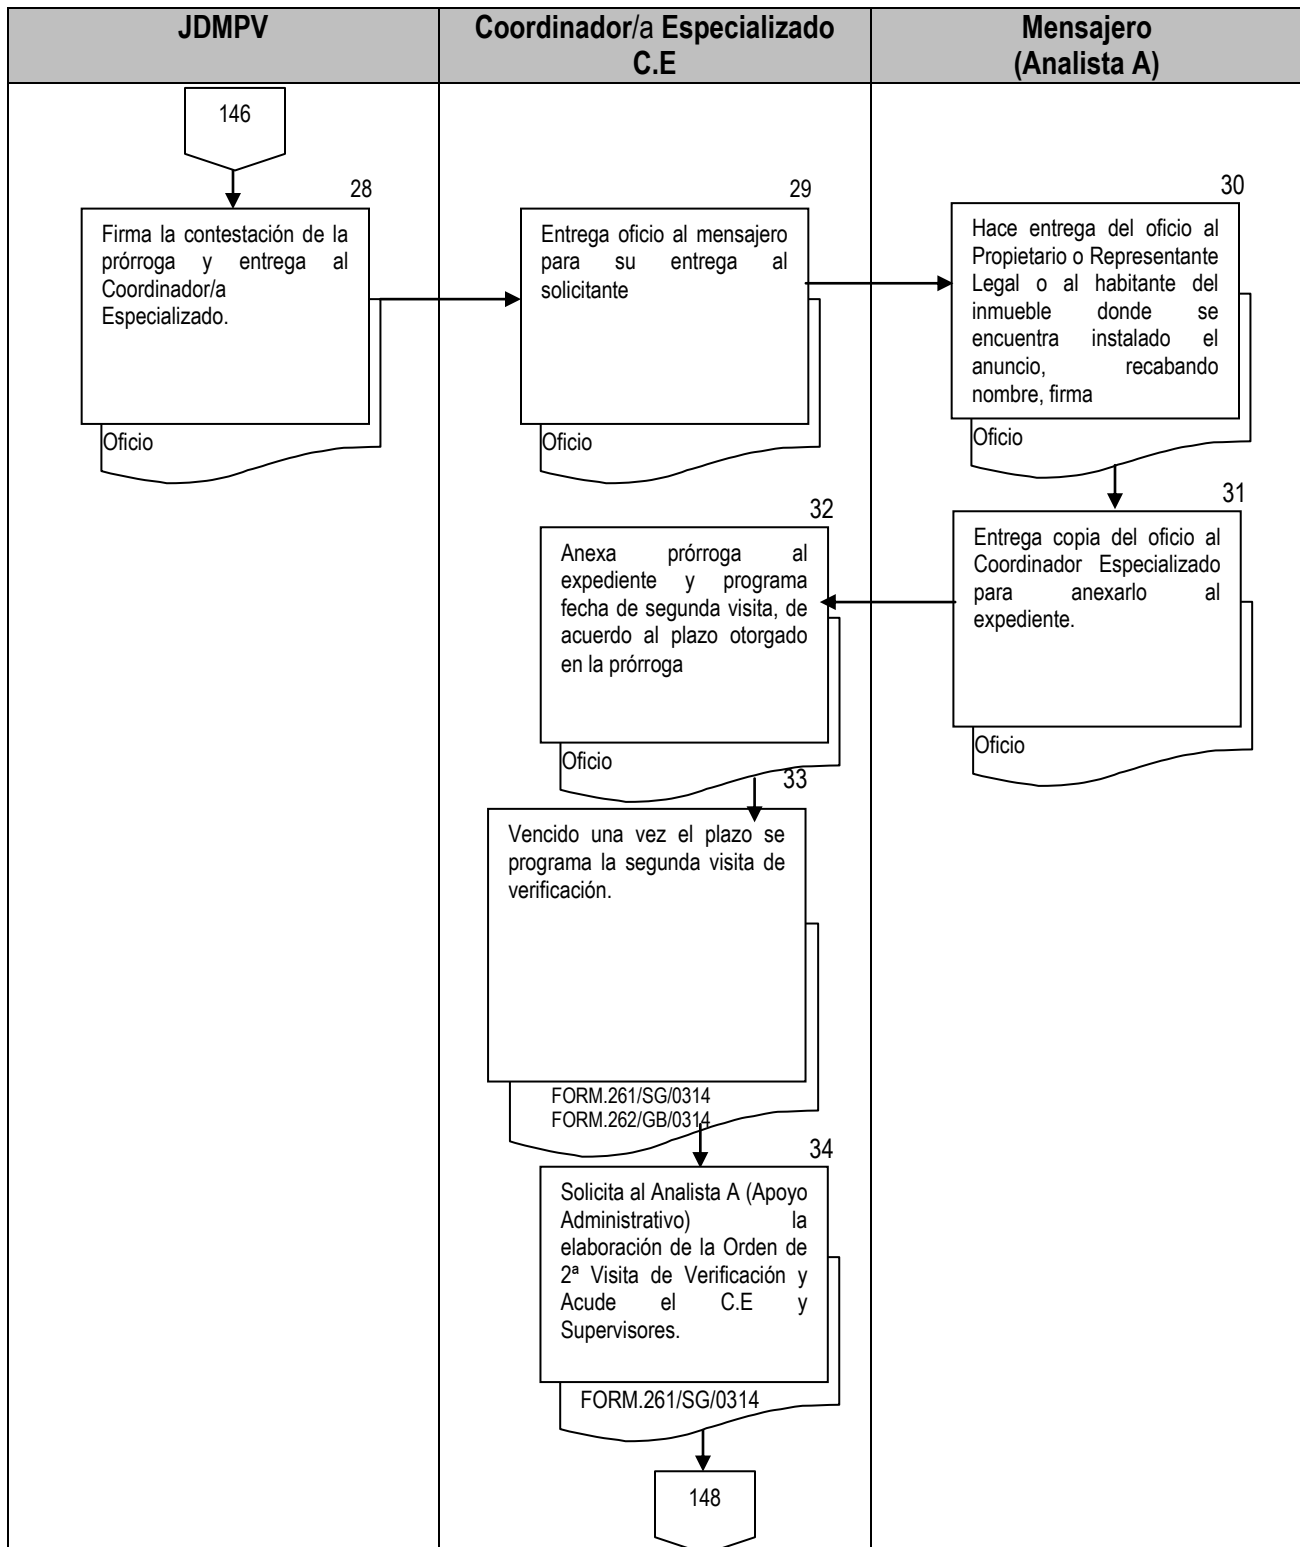 JDMPV
Coordinador/a Especializado
C.E
Mensajero
(Analista A)
146
28
Firma la contestación de la
prórroga y entrega al
Coordinador/a
Especializado.
Oficio
29
Entrega oficio al mensajero
para su entrega al
solicitante
Oficio
30
Hace entrega del oficio al
Propietario o Representante
Legal o al habitante del
inmueble donde se
encuentra instalado el
anuncio, recabando
nombre, firma
Oficio
31
Entrega copia del oficio al
Coordinador Especializado
para anexarlo al
expediente.
Oficio
32
Anexa prórroga al
expediente y programa
fecha de segunda visita, de
acuerdo al plazo otorgado
en la prórroga
Oficio
33
Vencido una vez el plazo se
programa la segunda visita de
verificación.
FORM.261/SG/0314
FORM.262/GB/0314
34
Solicita al Analista A (Apoyo
Administrativo) la
elaboración de la Orden de
2ª Visita de Verificación y
Acude el C.E y
Supervisores.
FORM.261/SG/0314
148